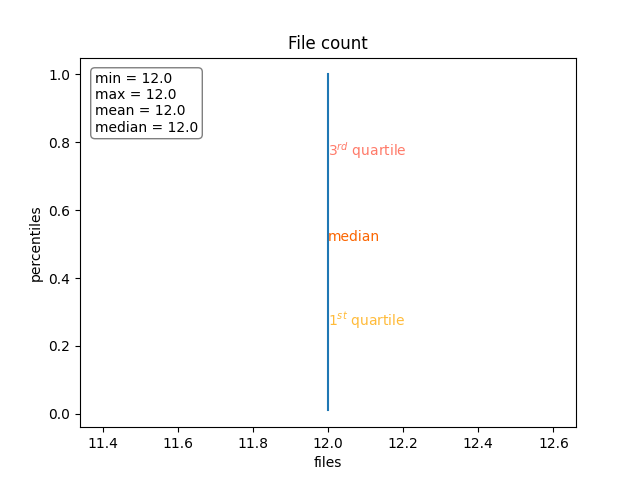 File count
min = 12.0
max = 12.0
mean = 12.0
median = 12.0
percentiles
1.0
0.8
0.6
0.4
0.2
0.0
3rd quartile
median
1st quartile
11.4 11.6 11.8 12.0 12.2 12.4 12.6
files